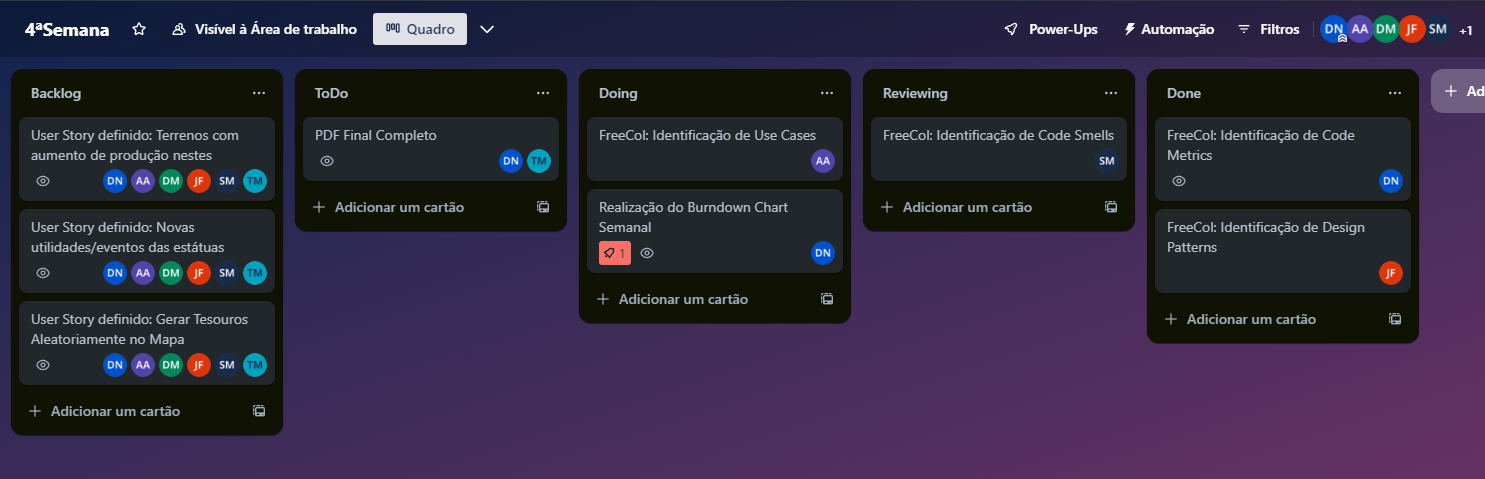 4ªSemana
Visível à Área de trabalho
Quadro
Power-Ups
Automação
Filtros
DN AA DM JF SM +1
Backlog
User Story definido: Terrenos com
aumento de produção nestes
DN AA DM JF SM TM
User Story definido: Novas
utilidades/eventos das estátuas
DN AA DM JF SM TM
User Story definido: Gerar Tesouros
Aleatoriamente no Mapa
DN AA DM JF SM TM
Adicionar um cartão
ToDo
PDF Final Completo
DN TM
Adicionar um cartão
Doing
FreeCol: Identificação de Use Cases
AA
Realização do Burndown Chart
Semanal
1
DN
Adicionar um cartão
Reviewing
FreeCol: Identificação de Code Smells
SM
Adicionar um cartão
Done
FreeCol: Identificação de Code
Metrics
DN
FreeCol: Identificação de Design
Patterns
JF
Adicionar um cartão
Ad